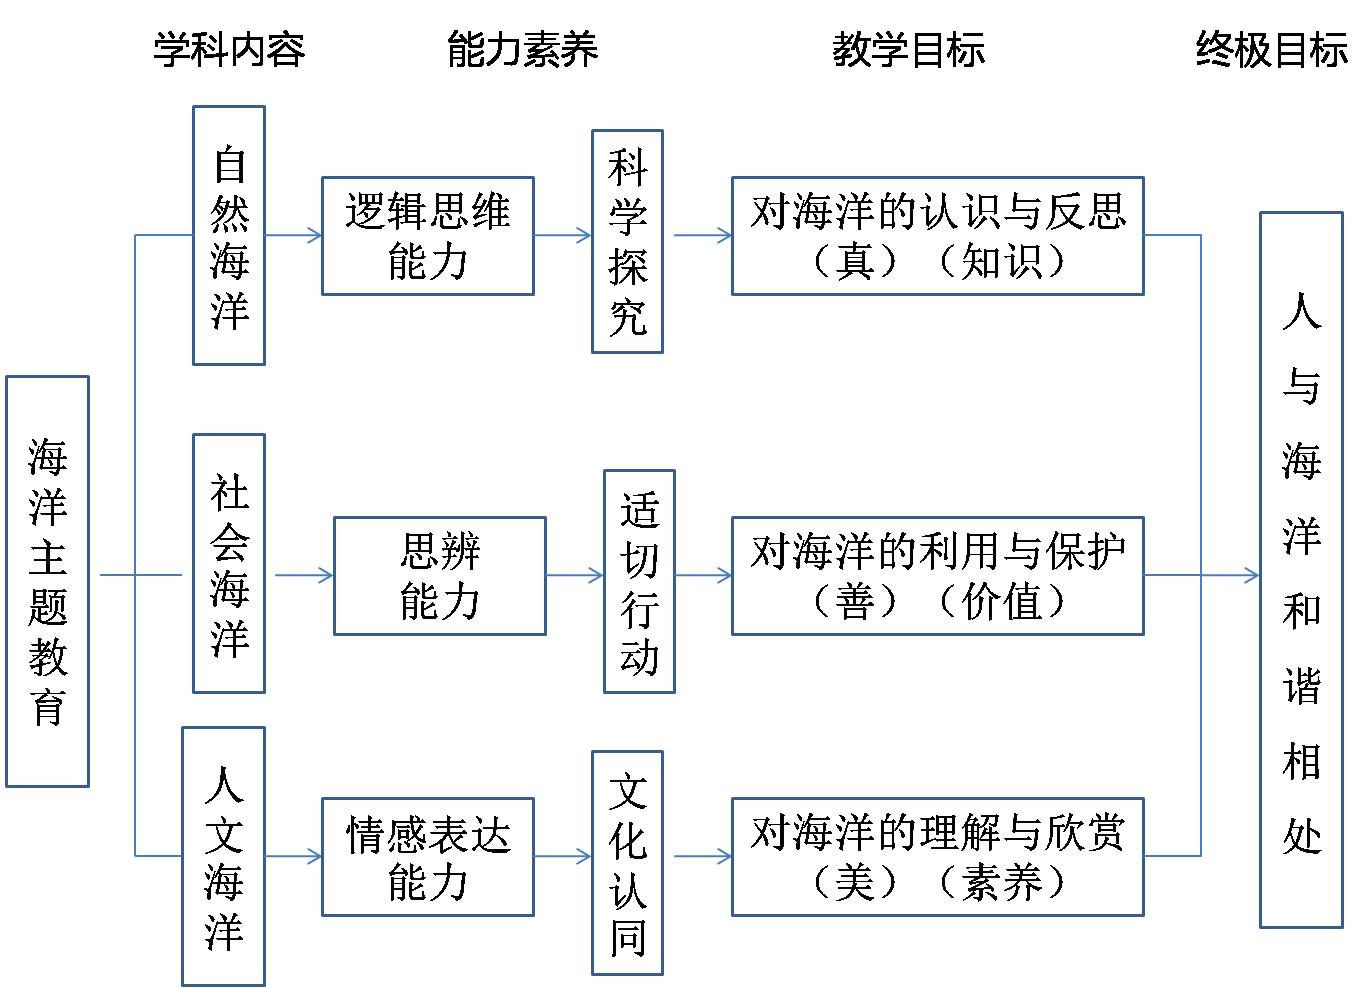 学科内容
能力素养
教学目标
终极目标
海洋主题教育
自然海洋
逻辑思维
能力
科学探究
对海洋的认识与反思
（真）（知识）
社会海洋
思辨
能力
适切行动
对海洋的利用与保护
（善）（价值）
人文海洋
情感表达
能力
文化认同
对海洋的理解与欣赏
（美）（素养）
人与海洋和谐相处